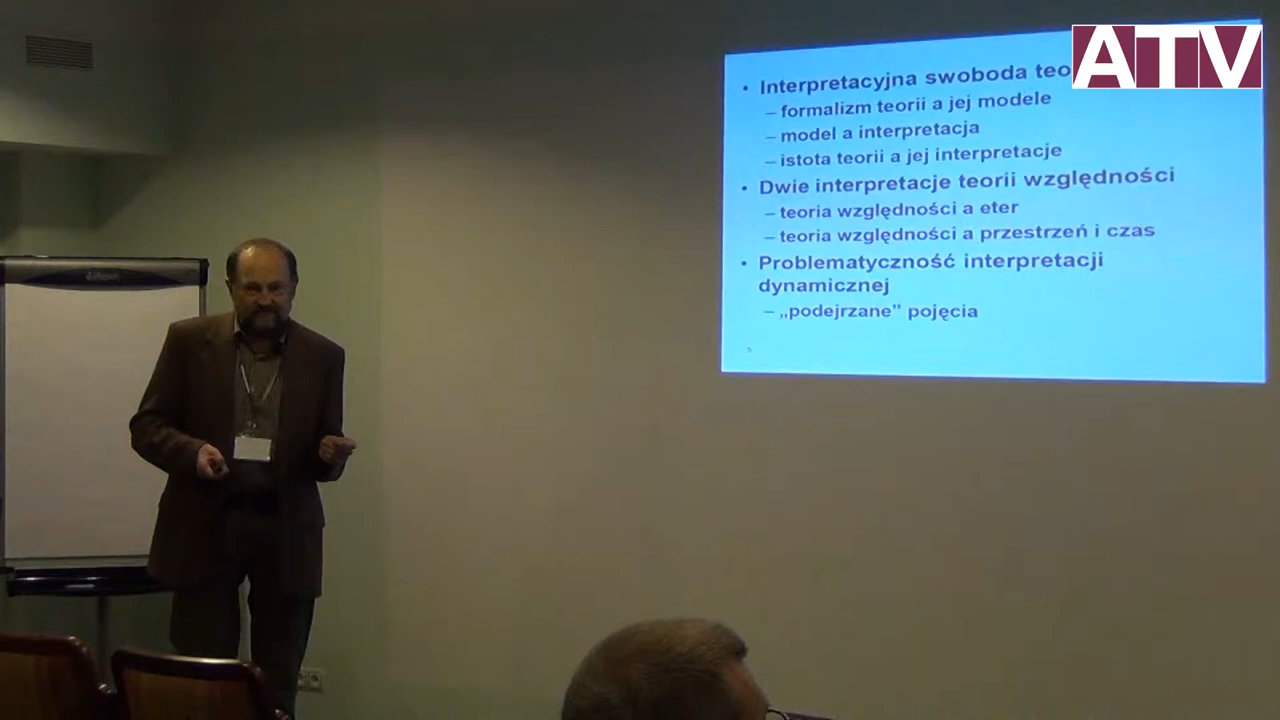 ATV
• Interpretacyjna swoboda teo
– formalizm teorii a jej modele
– model a interpretacja
– istota teorii a jej interpretacje
• Dwie interpretacje teorii względności
– teoria względności a eter
– teoria względności a przestrzeń i czas
• Problematyczność interpretacji
dynamicznej
– „podejrzane” pojęcia